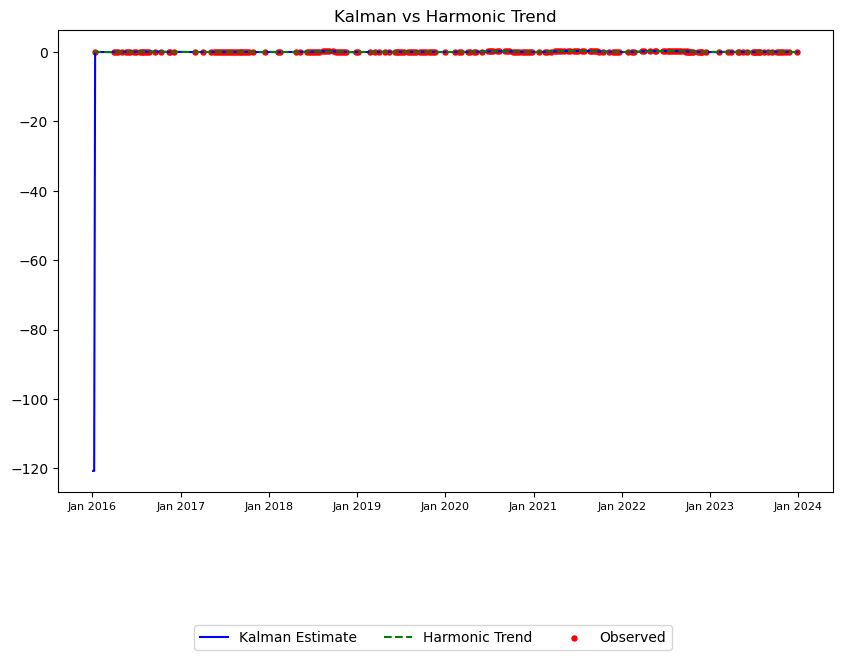 Kalman vs Harmonic Trend
0
−20
−40
−60
−80
−100
−120
Jan 2016 Jan 2017 Jan 2018 Jan 2019 Jan 2020 Jan 2021 Jan 2022 Jan 2023 Jan 2024
Kalman Estimate Harmonic Trend Observed